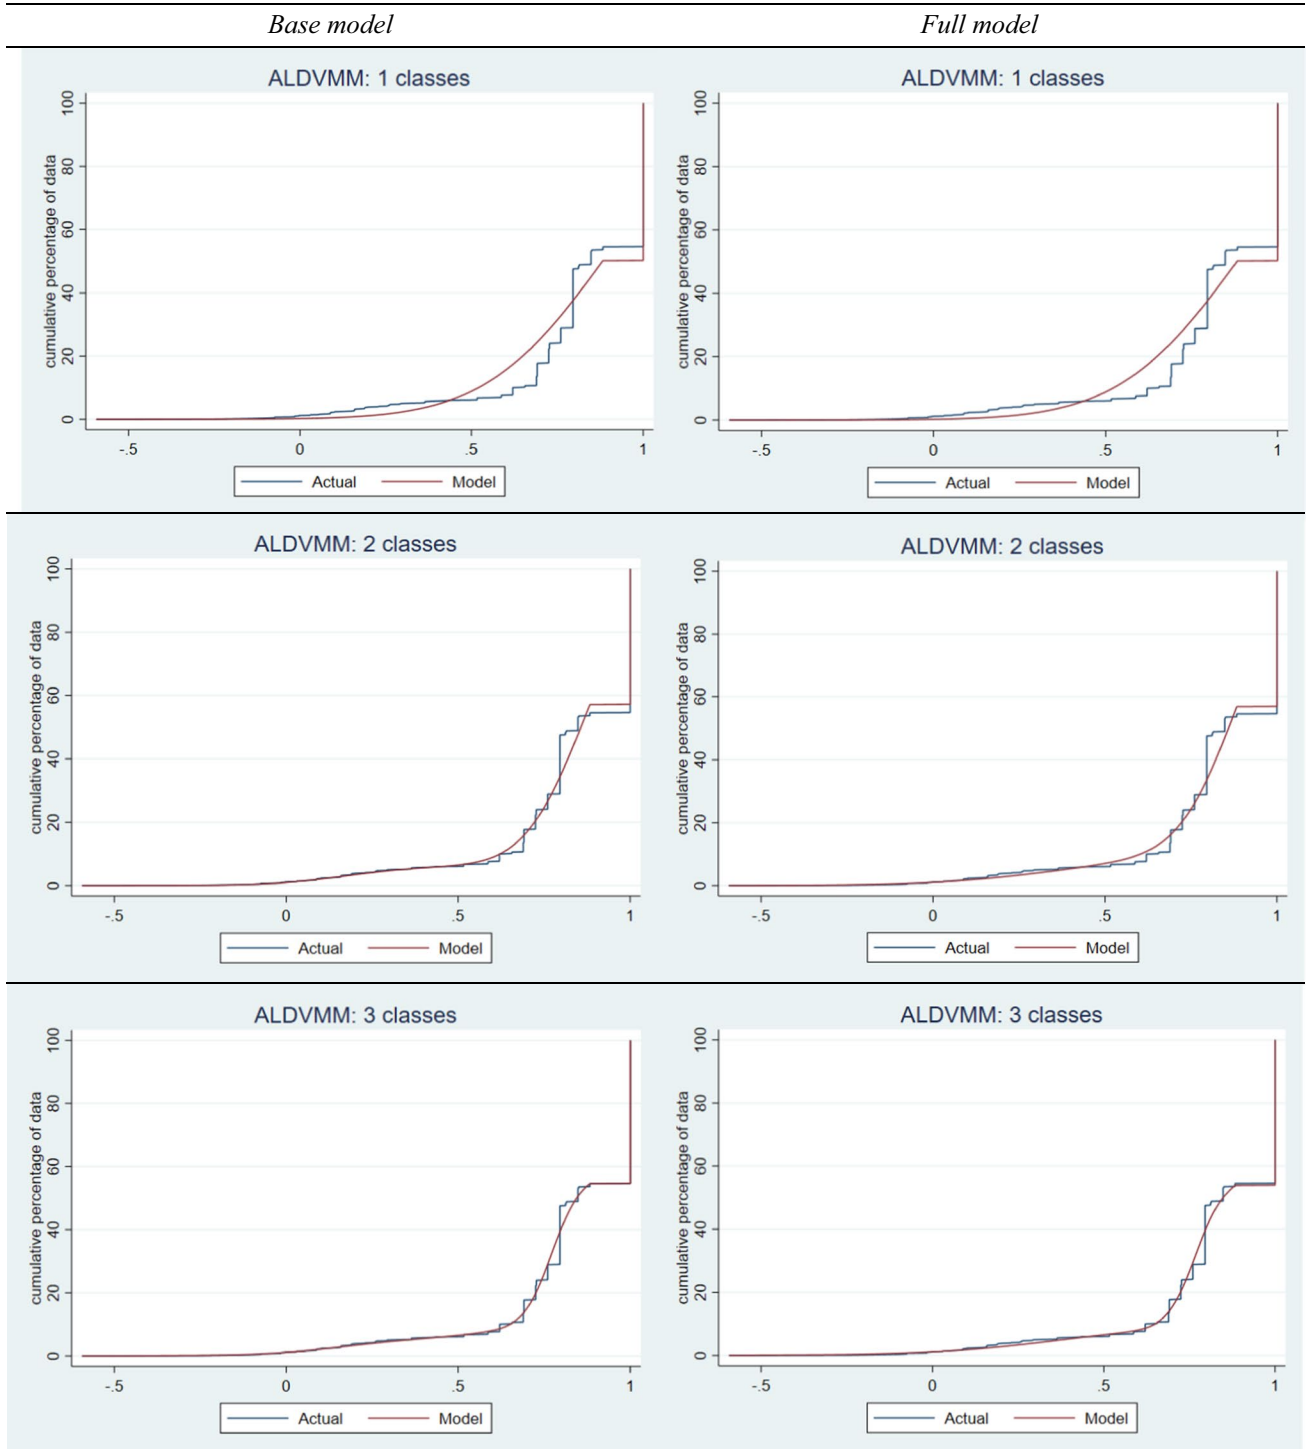 Base model Full model
ALDVMM: 1 classes
cumulative percentage of data
100
80
60
40
20
0
-.5 0 .5 1
Actual Model
ALDVMM: 1 classes
cumulative percentage of data
100
80
60
40
20
0
-.5 0 .5 1
Actual Model
ALDVMM: 2 classes
cumulative percentage of data
100
80
60
40
20
0
-.5 0 .5 1
Actual Model
ALDVMM: 2 classes
cumulative percentage of data
100
80
60
40
20
0
-.5 0 .5 1
Actual Model
ALDVMM: 3 classes
cumulative percentage of data
100
80
60
40
20
0
-.5 0 .5 1
Actual Model
ALDVMM: 3 classes
cumulative percentage of data
100
80
60
40
20
0
-.5 0 .5 1
Actual Model